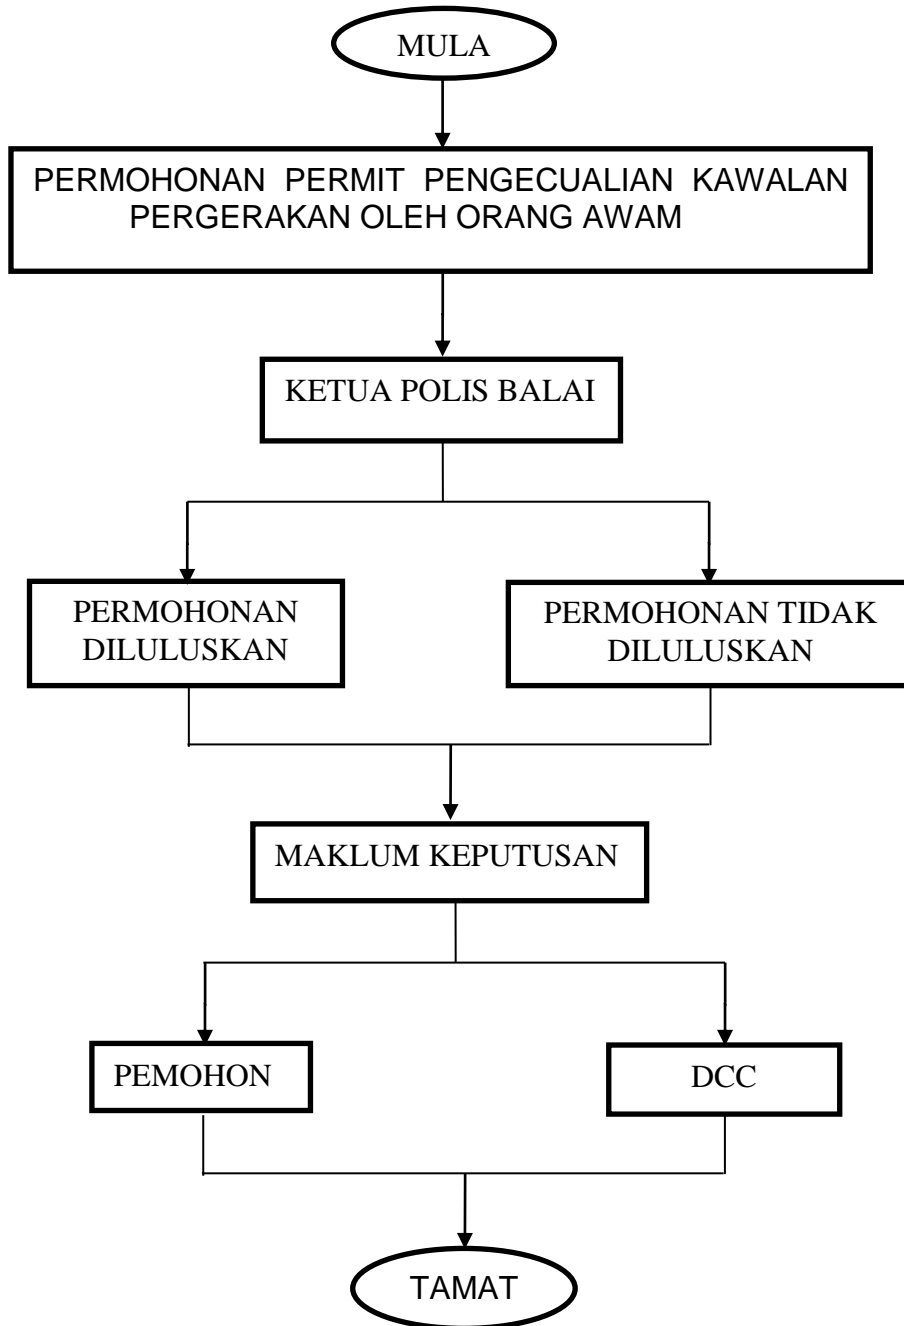 MULA
PERMOHONAN PERMIT PENGECUALIAN KAWALAN
PERGERAKAN OLEH ORANG AWAM
KETUA POLIS BALAI
PERMOHONAN
DILULUSKAN
PERMOHONAN TIDAK
DILULUSKAN
MAKLUM KEPUTUSAN
PEMOHON
DCC
TAMAT